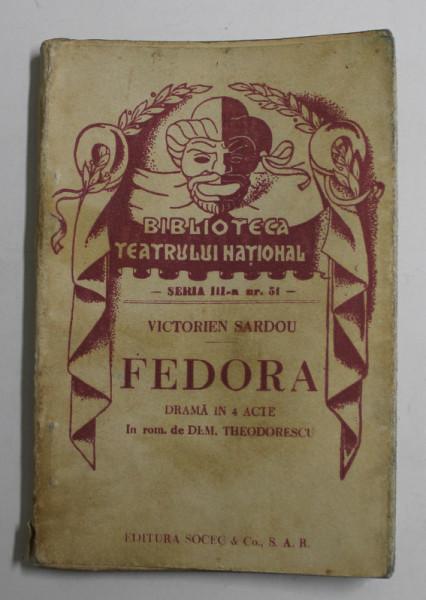 BIBLIOTECA
TEATRULUI NAȚIONAL
— SERIA III-a nr. 51 —
VICTORIEN SARDOU
FEDORA
DRAMĂ IN 4 ACTE
In rom. de DEM. THEODORESCU
EDITURA SOCEC & Co., S. A. R.